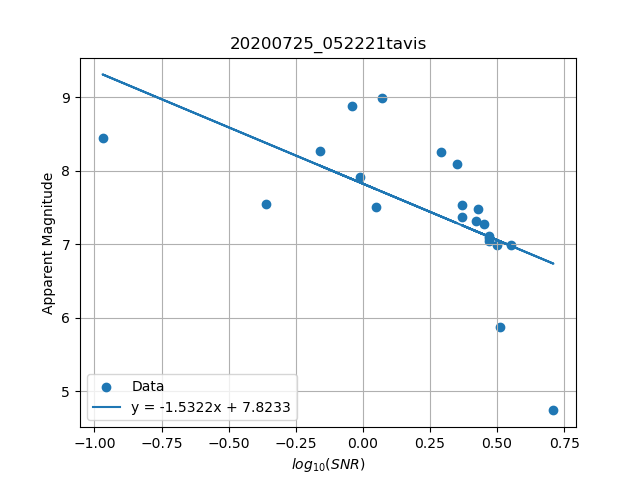 20200725_052221tavis
Apparent Magnitude
9
8
7
6
5
Data
y = -1.5322x + 7.8233
−1.00 −0.75 −0.50 −0.25 0.00 0.25 0.50 0.75
log10(SNR)